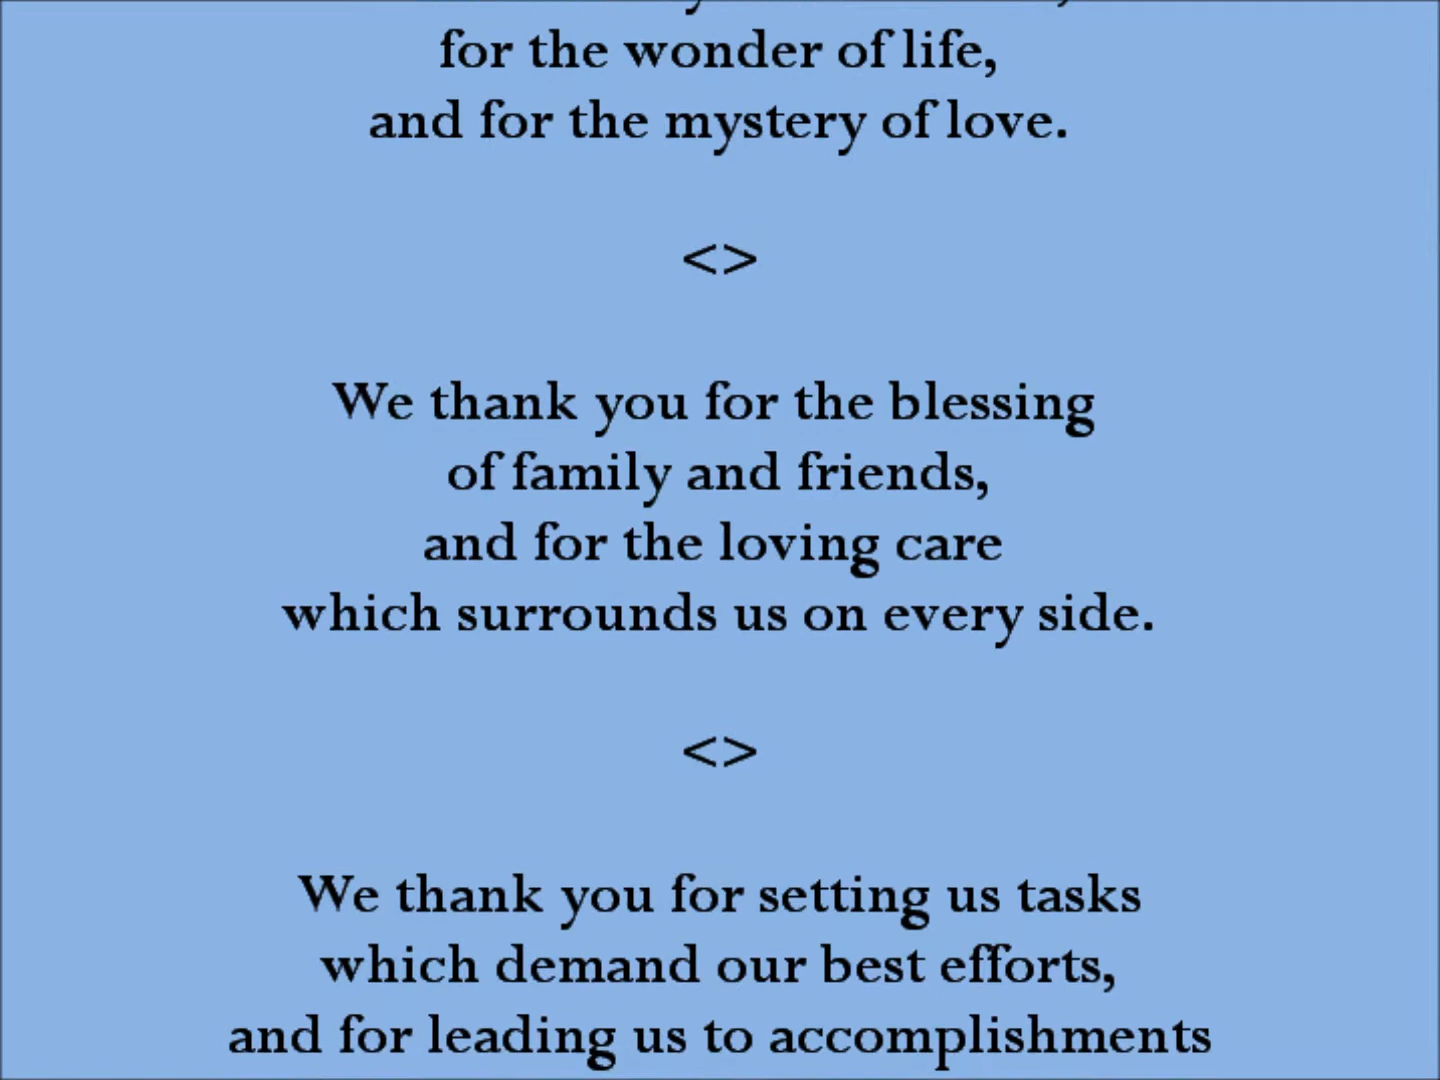 for the wonder of life,
and for the mystery of love.
<>
We thank you for the blessing
of family and friends,
and for the loving care
which surrounds us on every side.
<>
We thank you for setting us tasks
which demand our best efforts,
and for leading us to accomplishments